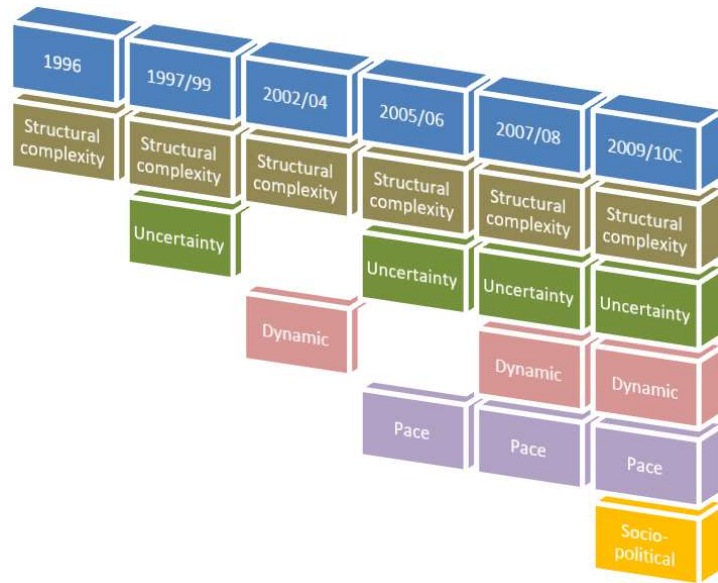 1996
1997/99
2002/04
2005/06
2007/08
2009/10C
Structural
complexity
Structural
complexity
Structural
complexity
Structural
complexity
Structural
complexity
Structural
complexity
Uncertainty
Uncertainty
Uncertainty
Uncertainty
Dynamic
Dynamic
Dynamic
Pace
Pace
Pace
Socio-
political